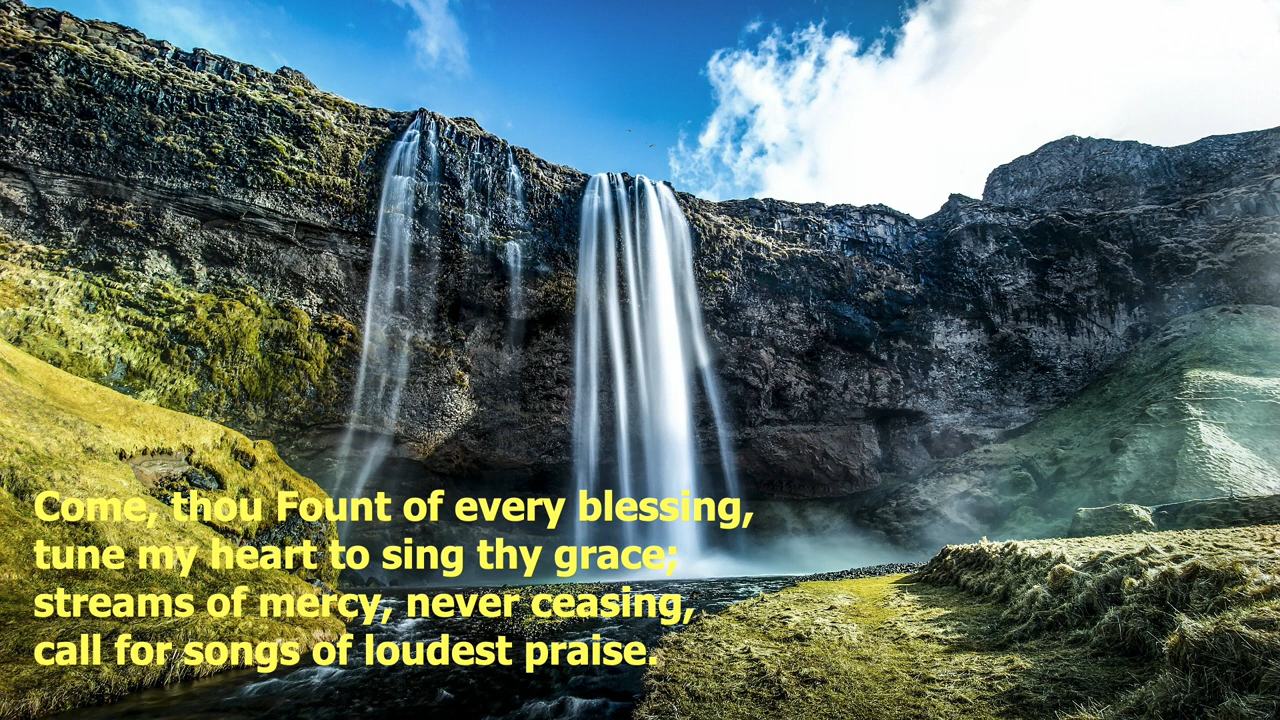 Come, thou Fount of every blessing,
tune my heart to sing thy grace;
streams of mercy, never ceasing,
call for songs of loudest praise.